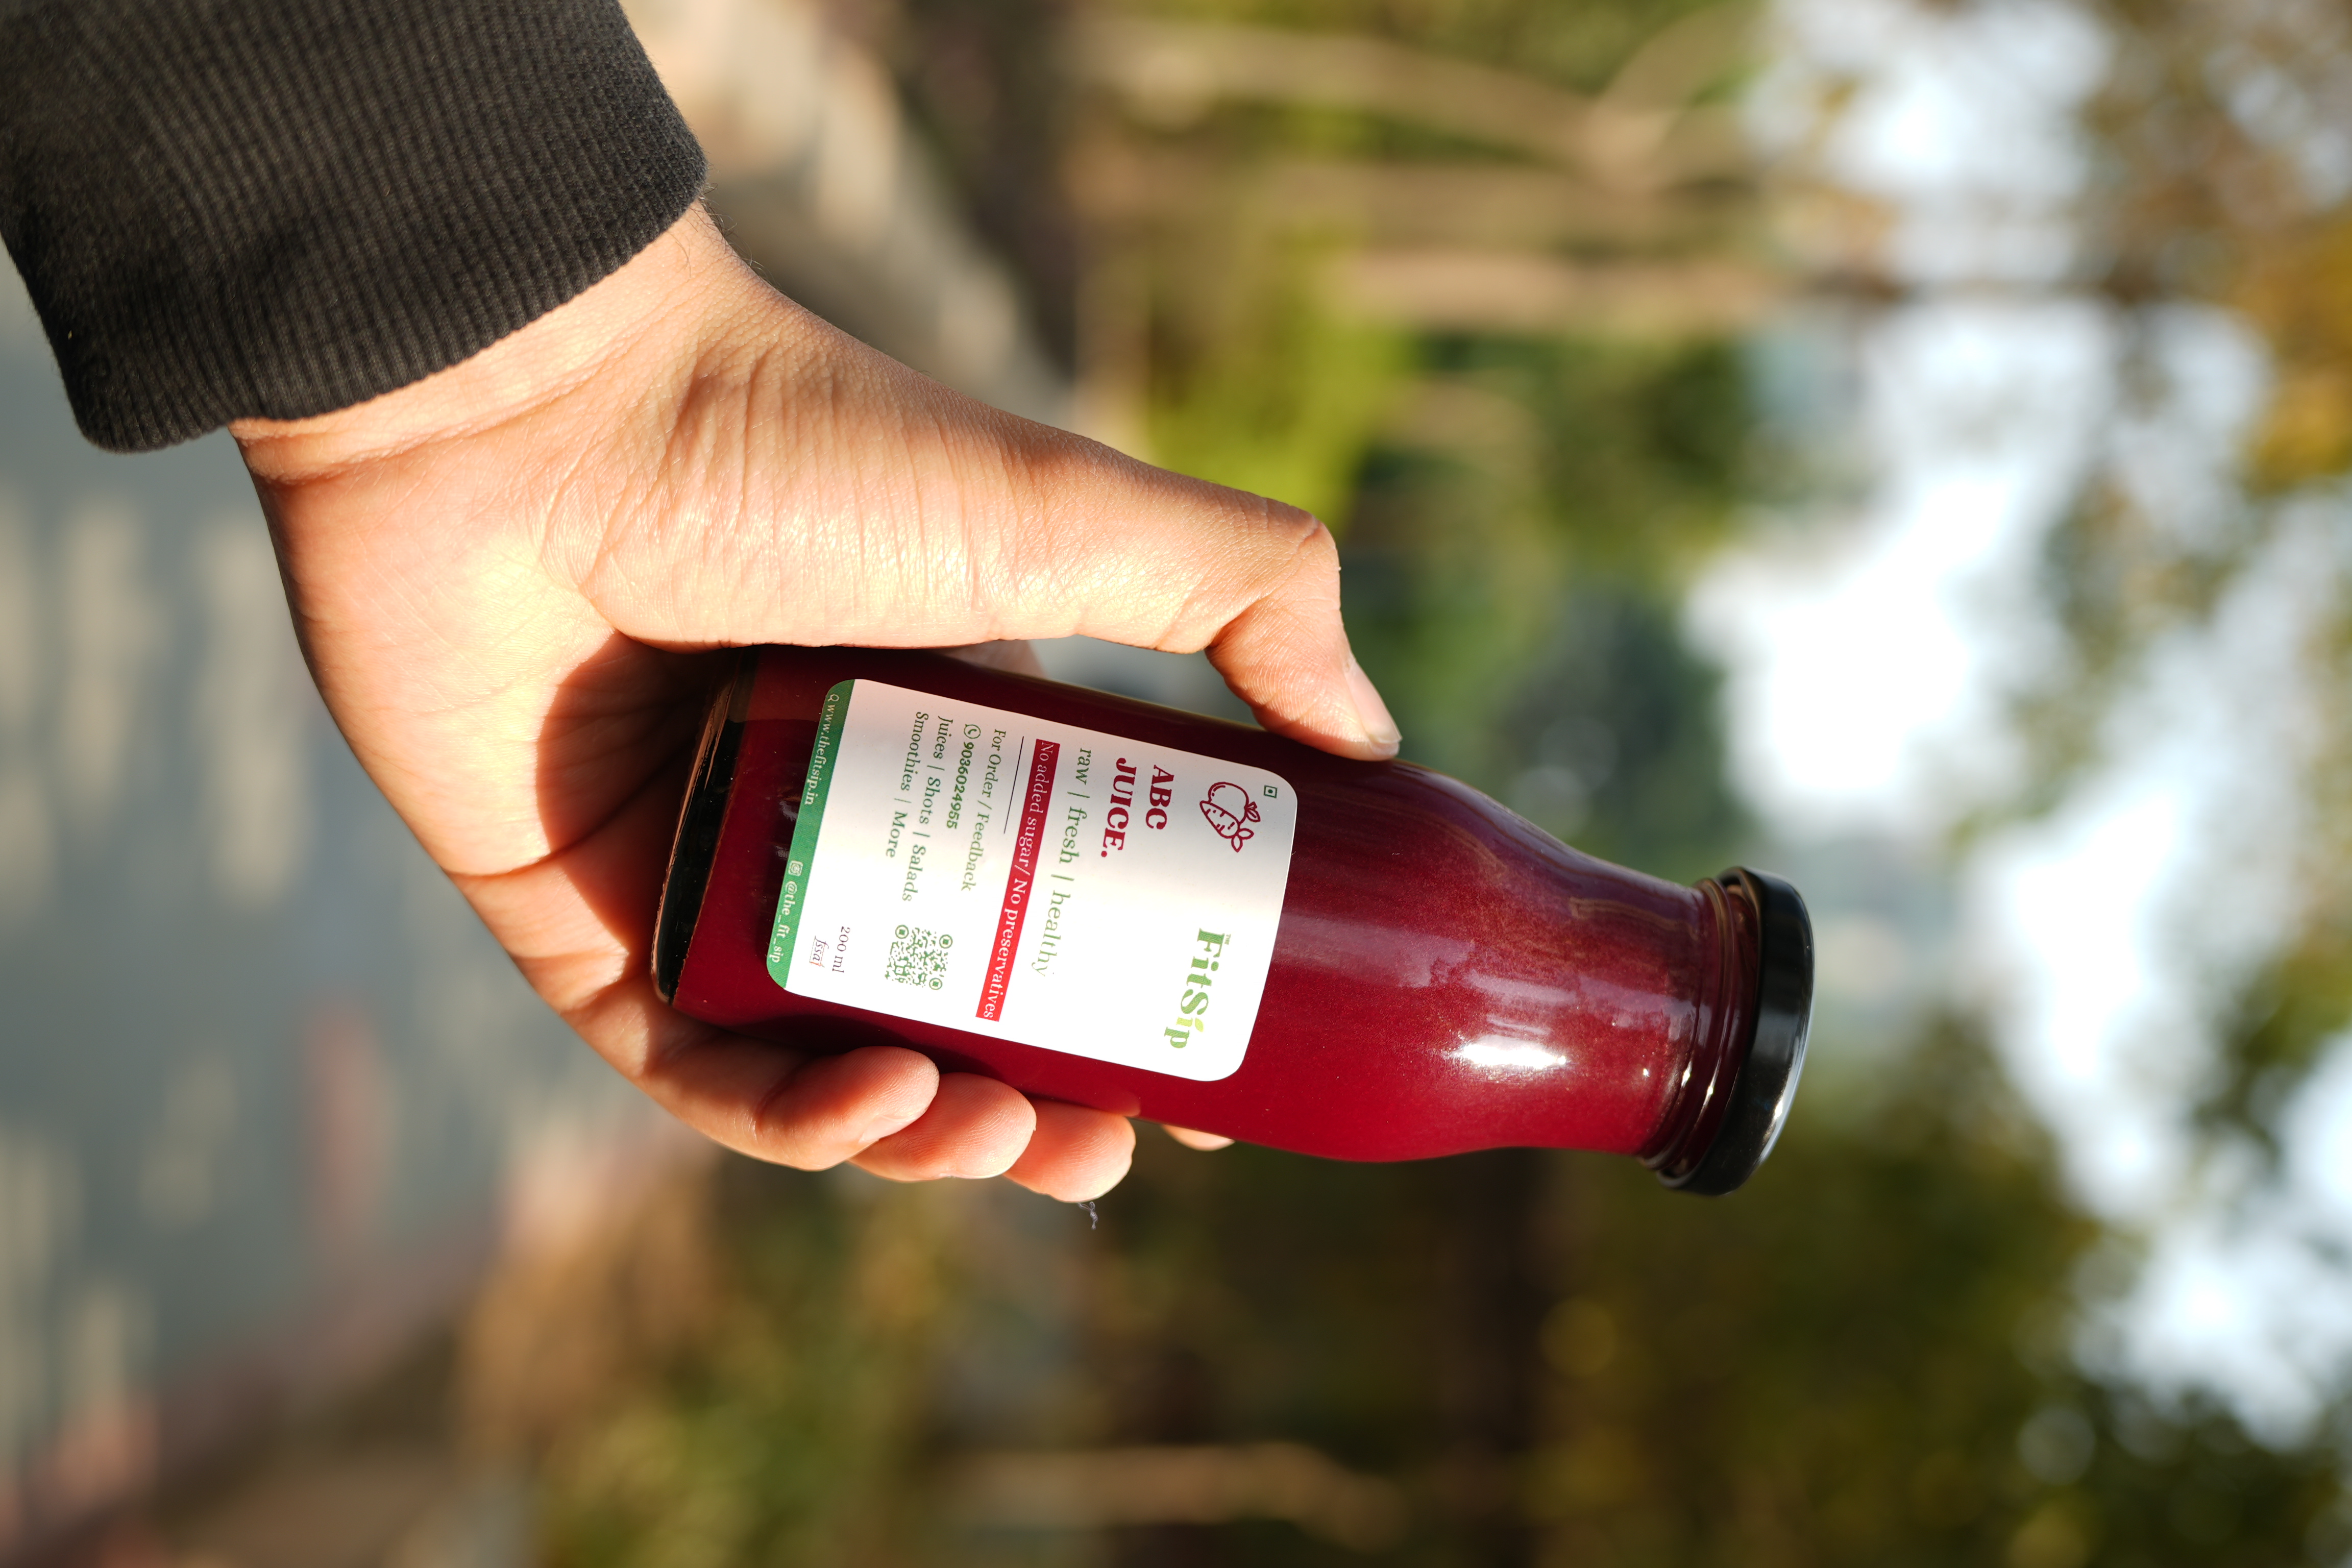 THE
FitSip
ABC
JUICE.
raw | fresh | healthy
No added sugar/ No preservatives
For Order / Feedback
9036024955
Juices | Shots | Salads
Smoothies | More
200 ml
fssai
www.thefitsip.in
@the_fit_sip